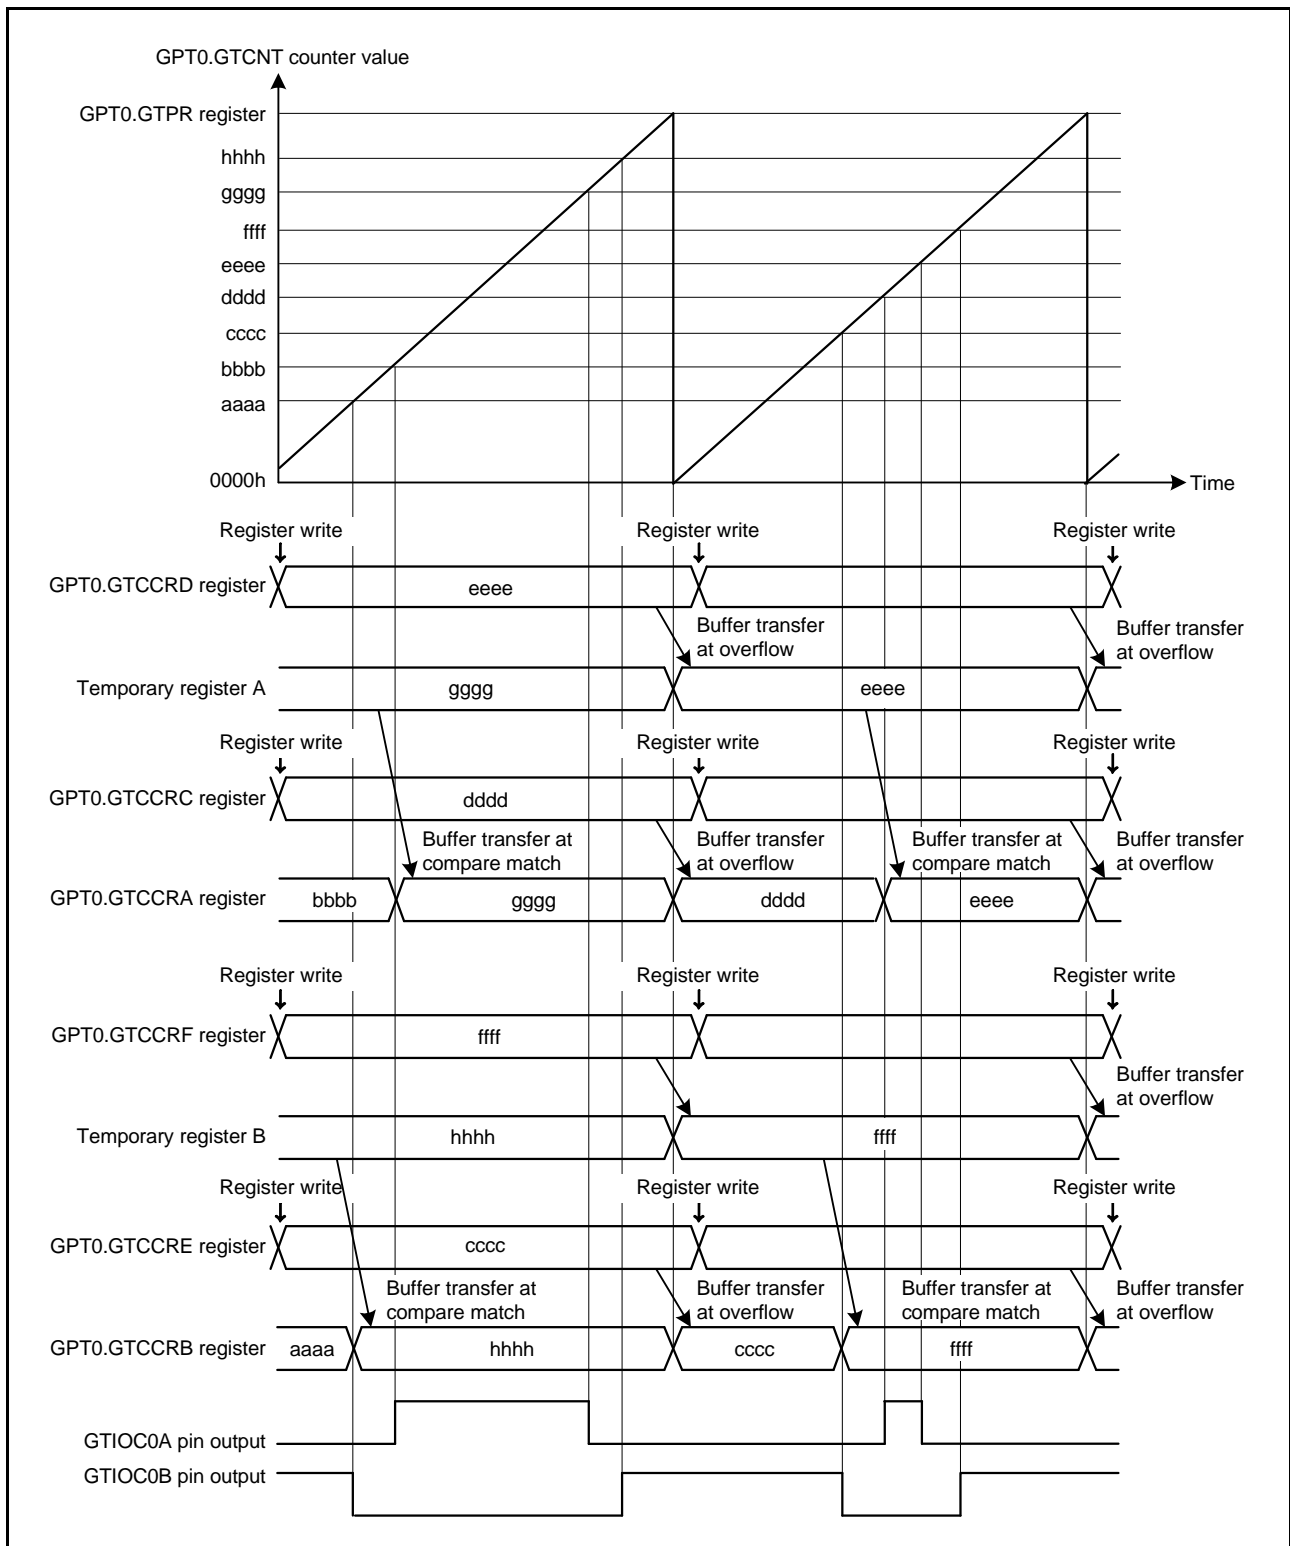 GPT0.GTCNT counter value
GPT0.GTPR register
hhhh
gggg
ffff
eeee
dddd
cccc
bbbb
aaaa
0000h
Time
Register write Register write Register write
GPT0.GTCCRD register eeee
Buffer transfer at overflow
Buffer transfer at overflow
Temporary register A gggg eeee
Register write Register write Register write
GPT0.GTCCRC register dddd
Buffer transfer at compare match
Buffer transfer at overflow
Buffer transfer at compare match
Buffer transfer at overflow
GPT0.GTCCRA register bbbb gggg dddd eeee
Register write Register write Register write
GPT0.GTCCRF register ffff
Buffer transfer at overflow
Temporary register B hhhh ffff
Register write Register write Register write
GPT0.GTCCRE register cccc
Buffer transfer at compare match
Buffer transfer at overflow
Buffer transfer at compare match
Buffer transfer at overflow
GPT0.GTCCRB register aaaa hhhh cccc ffff
GTIOC0A pin output
GTIOC0B pin output